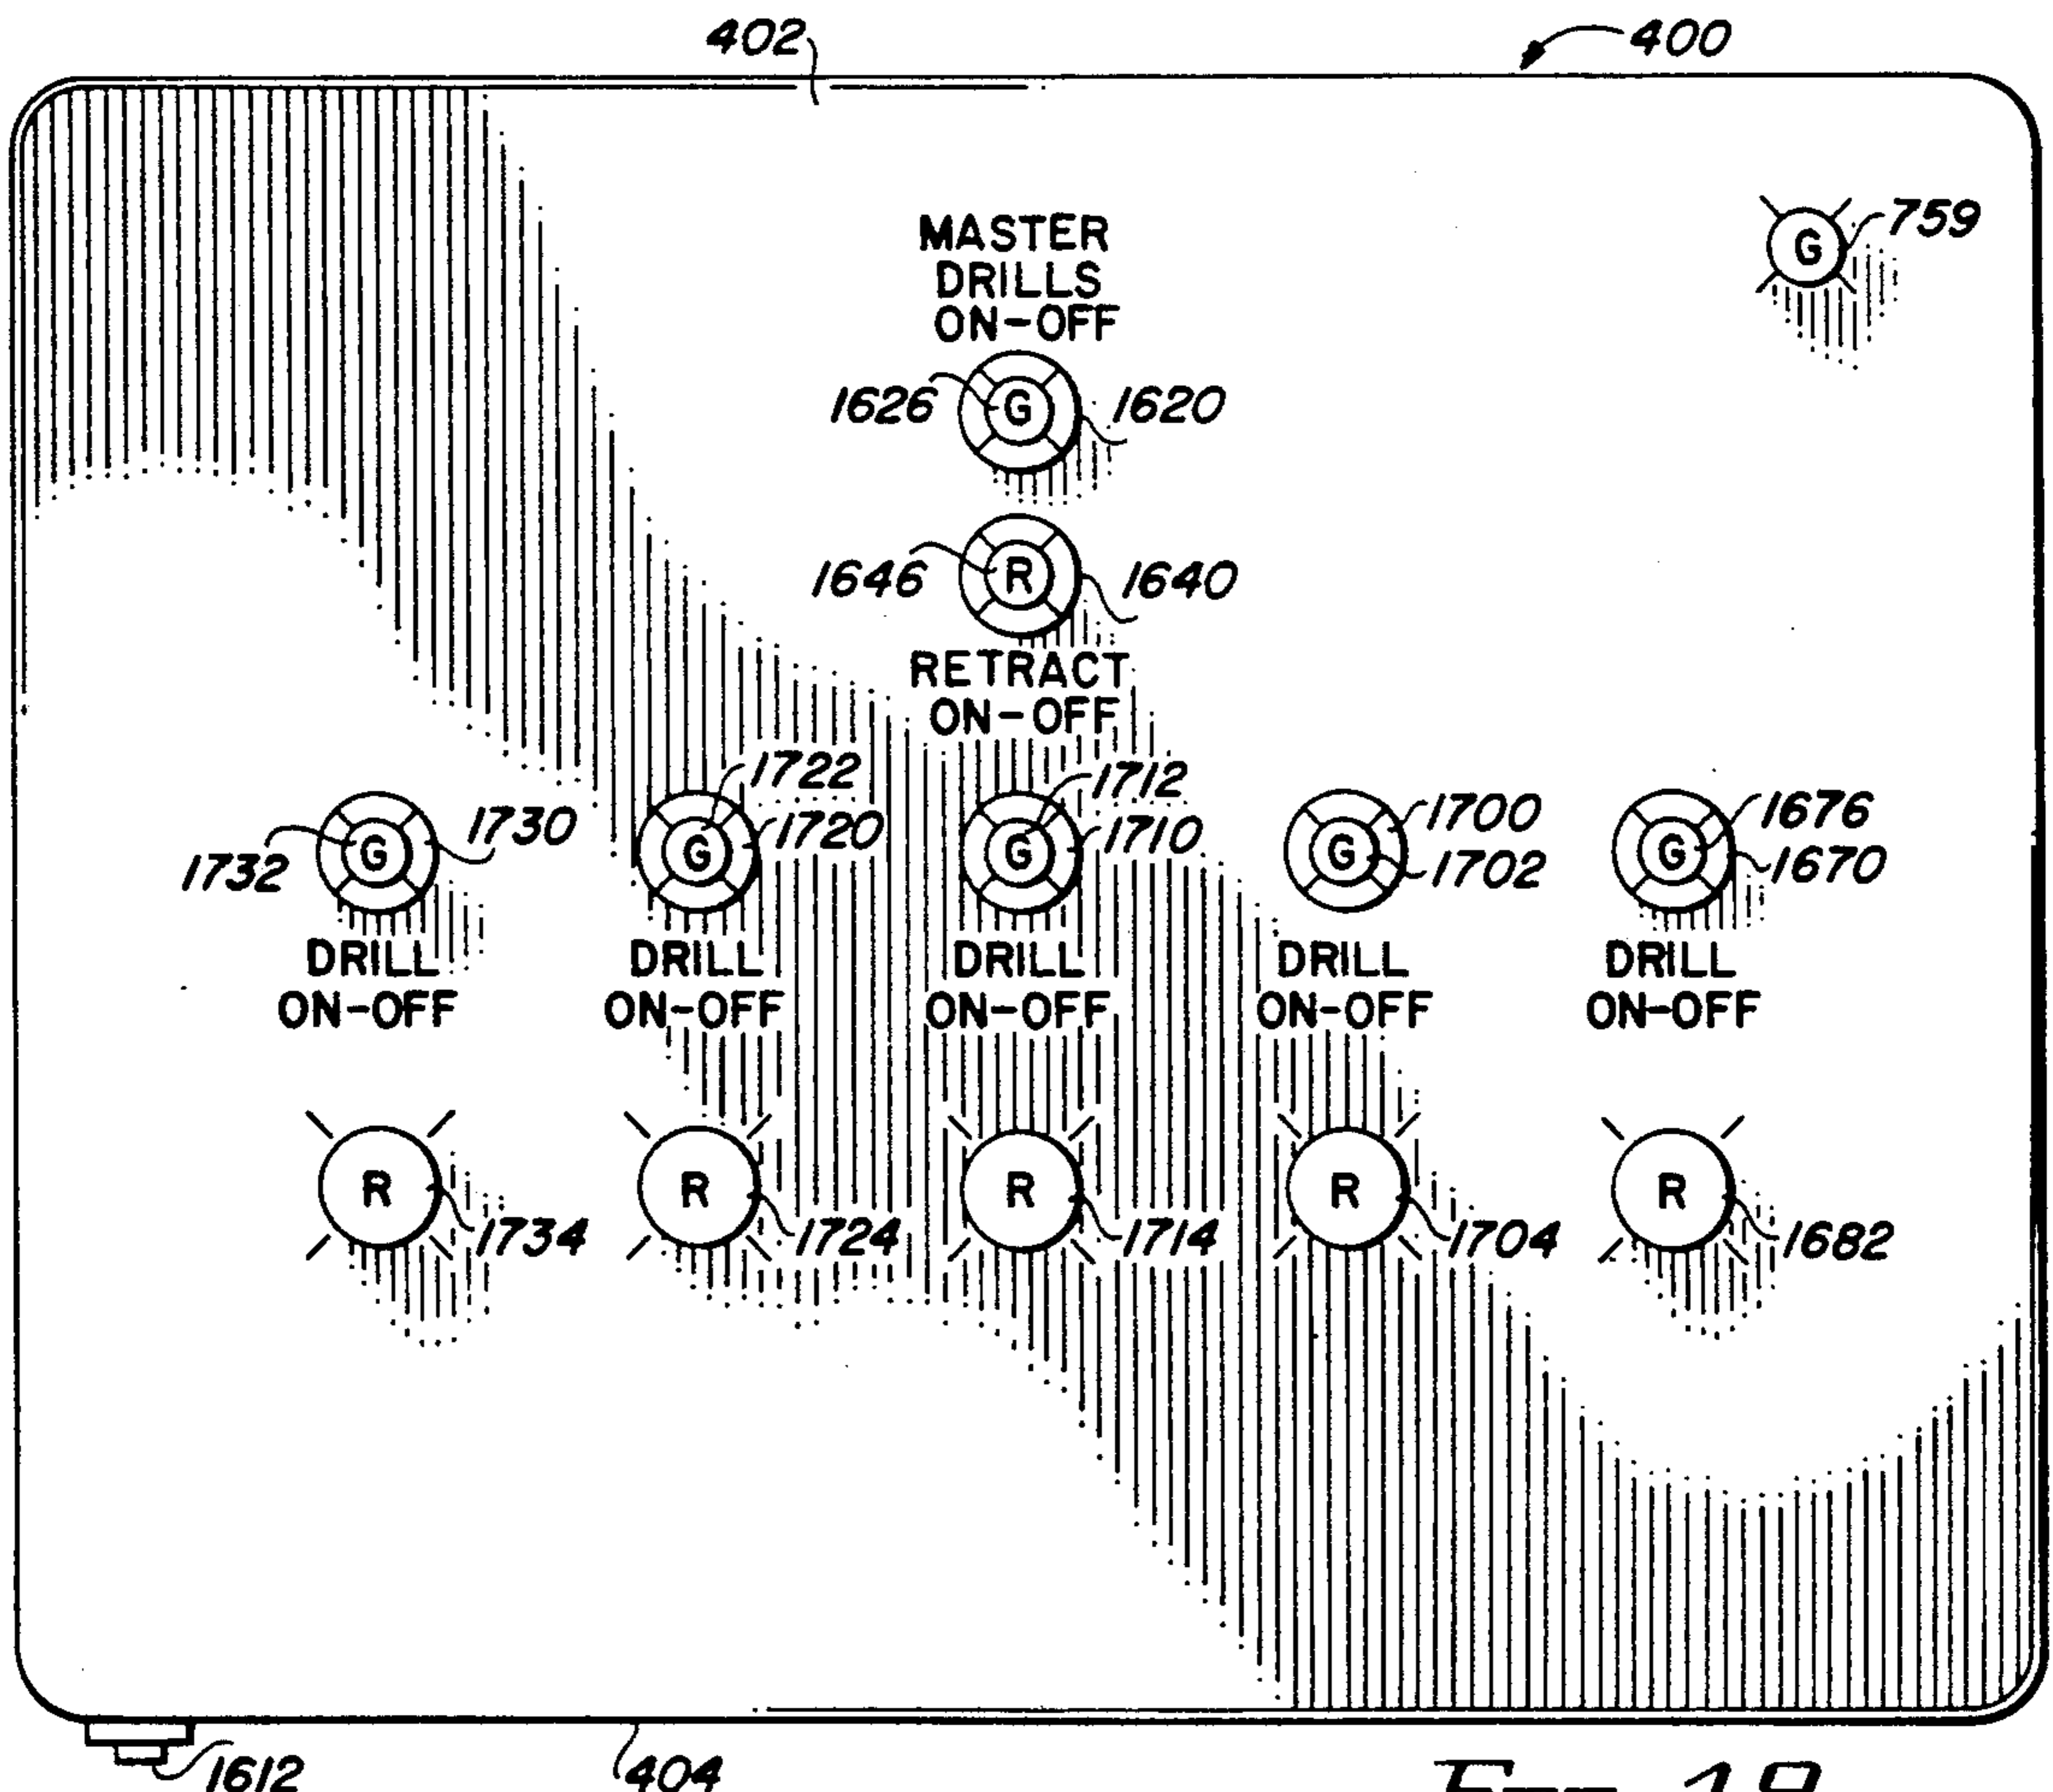 402
400
759
G
MASTER
DRILLS
ON-OFF
1626
G
1620
1646
R
1640
RETRACT
ON-OFF
1732
G
1730
G
1722
1720
G
1712
1710
G
1700
1702
G
1676
1670
DRILL
ON-OFF
DRILL
ON-OFF
DRILL
ON-OFF
DRILL
ON-OFF
DRILL
ON-OFF
R
1734
R
1724
R
1714
R
1704
R
1682
1612
404